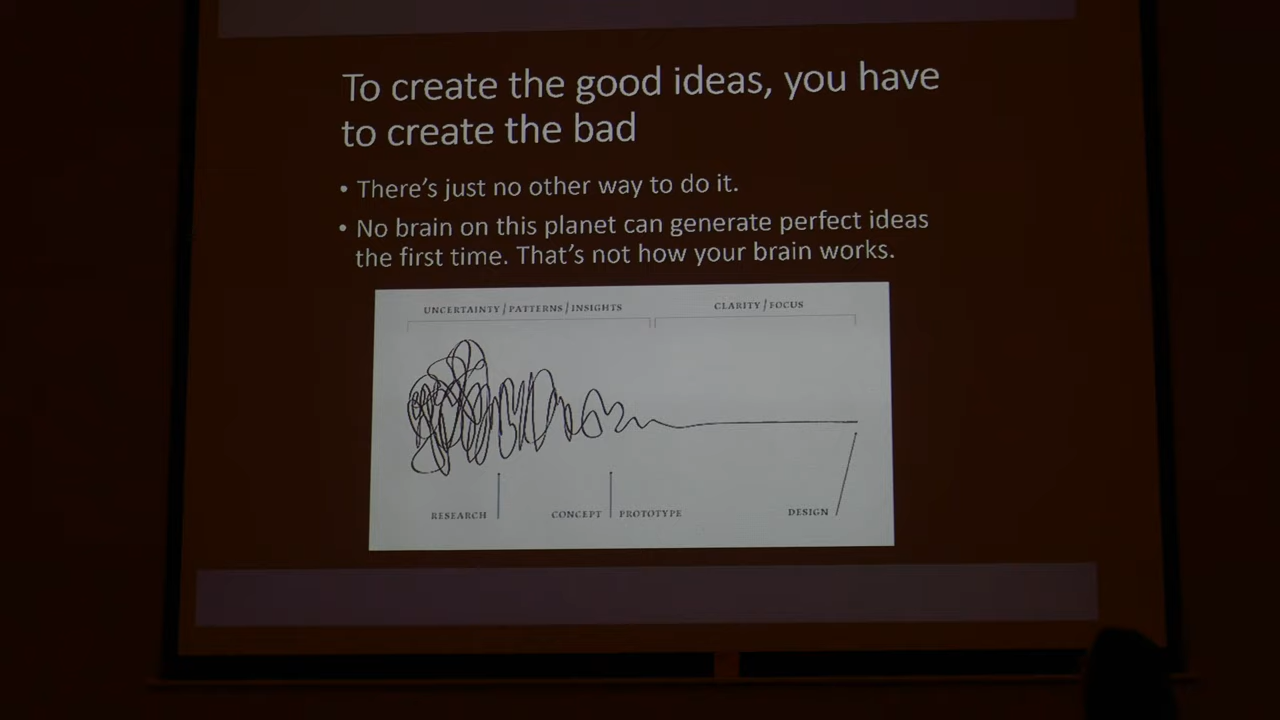 To create the good ideas, you have
to create the bad
• There's just no other way to do it.
• No brain on this planet can generate perfect ideas
the first time. That's not how your brain works.
UNCERTAINTY / PATTERNS / INSIGHTS
CLARITY / FOCUS
RESEARCH
CONCEPT
PROTOTYPE
DESIGN